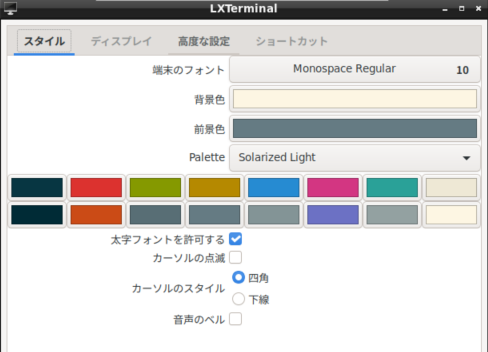 LXTerminal
スタイル ディスプレイ 高度な設定 ショートカット
端末のフォント Monospace Regular 10
背景色
前景色
Palette Solarized Light
太字フォントを許可する
カーソルの点滅
カーソルのスタイル 四角
下線
音声のベル